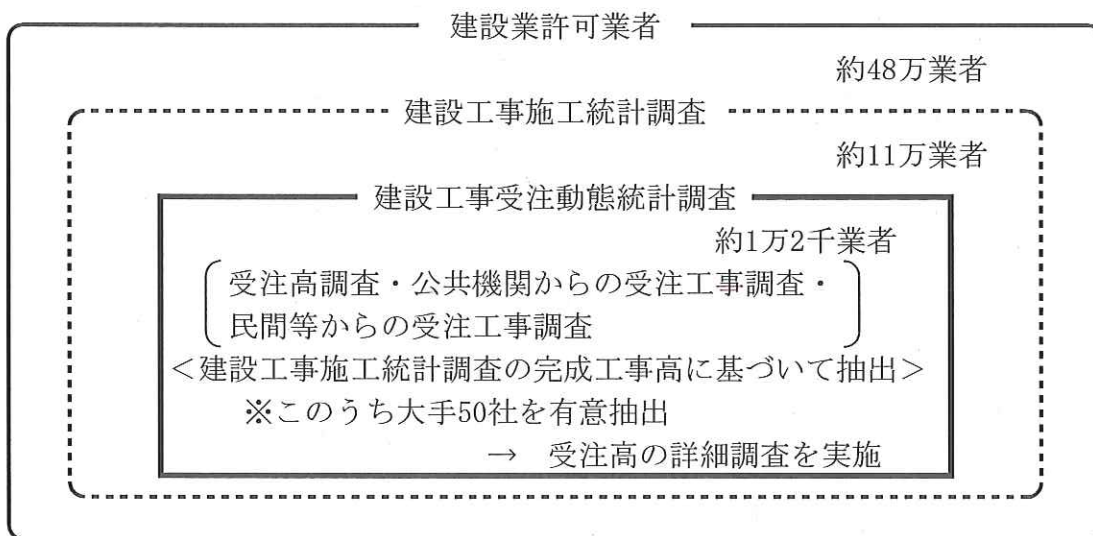 建設業許可業者
約48万業者
建設工事施工統計調査
約11万業者
建設工事受注動態統計調査
約1万2千業者
受注高調査・公共機関からの受注工事調査・
民間等からの受注工事調査
＜建設工事施工統計調査の完成工事高に基づいて抽出＞
※このうち大手50社を有意抽出
→　受注高の詳細調査を実施